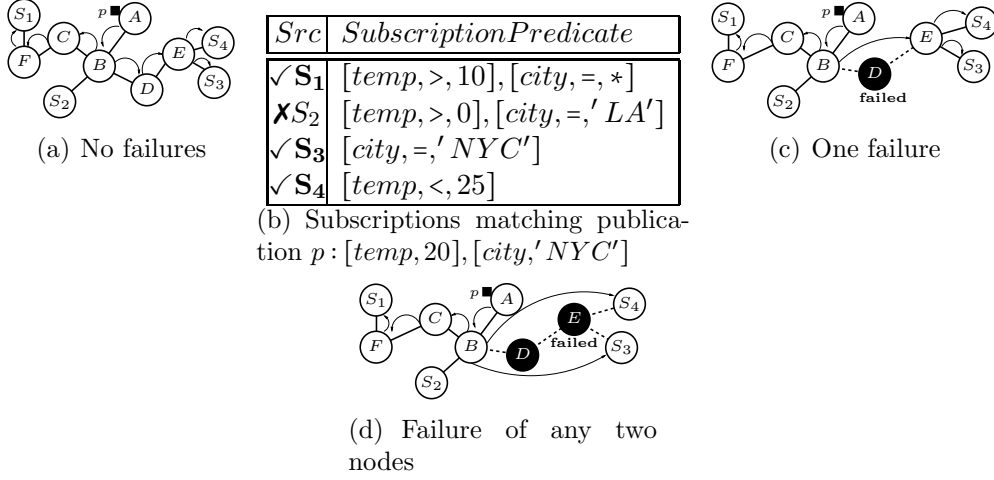 S1
p
A
C
E
S4
F
B
D
S3
S2
(a) No failures
Src SubscriptionPredicate
✓S1 [temp, >, 10], [city, =, *]
✗S2 [temp, >, 0], [city, =,' LA']
✓S3 [city, =,' NYC']
✓S4 [temp, <, 25]
(b) Subscriptions matching publica-
tion p : [temp, 20], [city,' NYC']
S1
p
A
C
E
S4
F
B
D
S3
failed
S2
(c) One failure
S1
p
A
S4
C
E
F
B
failed
S3
D
S2
(d) Failure of any two
nodes